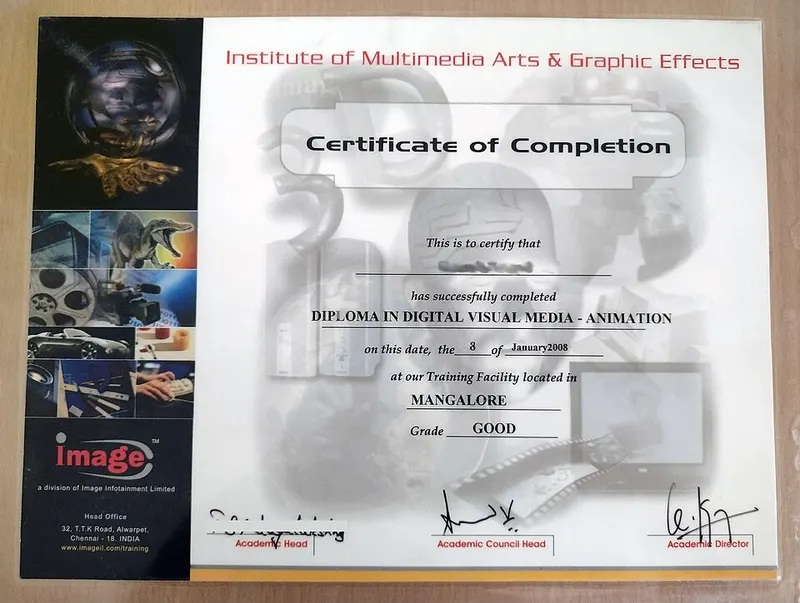 Institute of Multimedia Arts & Graphic Effects
Certificate of Completion
This is to certify that
has successfully completed
DIPLOMA IN DIGITAL VISUAL MEDIA - ANIMATION
on this date, the 8 of January2008
at our Training Facility located in
MANGALORE
Grade GOOD
Academic Head
Academic Council Head
Academic Director
image™
a division of Image Infotainment Limited
Head Office
32, T.T.K Road, Alwarpet,
Chennai - 18. INDIA
www.imageil.com/training